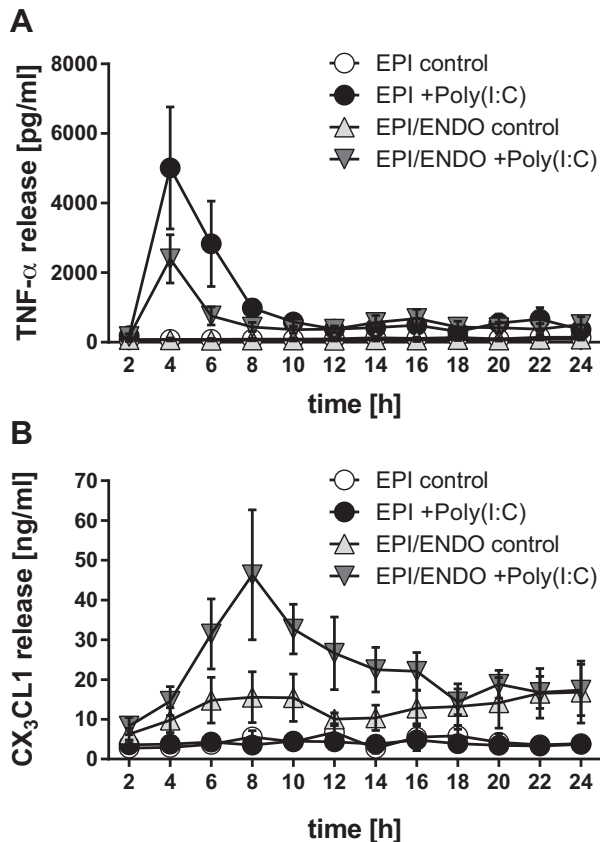 A
TNF-α release [pg/ml]
8000
6000
4000
2000
0
EPI control
EPI +Poly(I:C)
EPI/ENDO control
EPI/ENDO +Poly(I:C)
2 4 6 8 10 12 14 16 18 20 22 24
time [h]
B
CX₃CL1 release [ng/ml]
70
60
50
40
30
20
10
0
EPI control
EPI +Poly(I:C)
EPI/ENDO control
EPI/ENDO +Poly(I:C)
2 4 6 8 10 12 14 16 18 20 22 24
time [h]